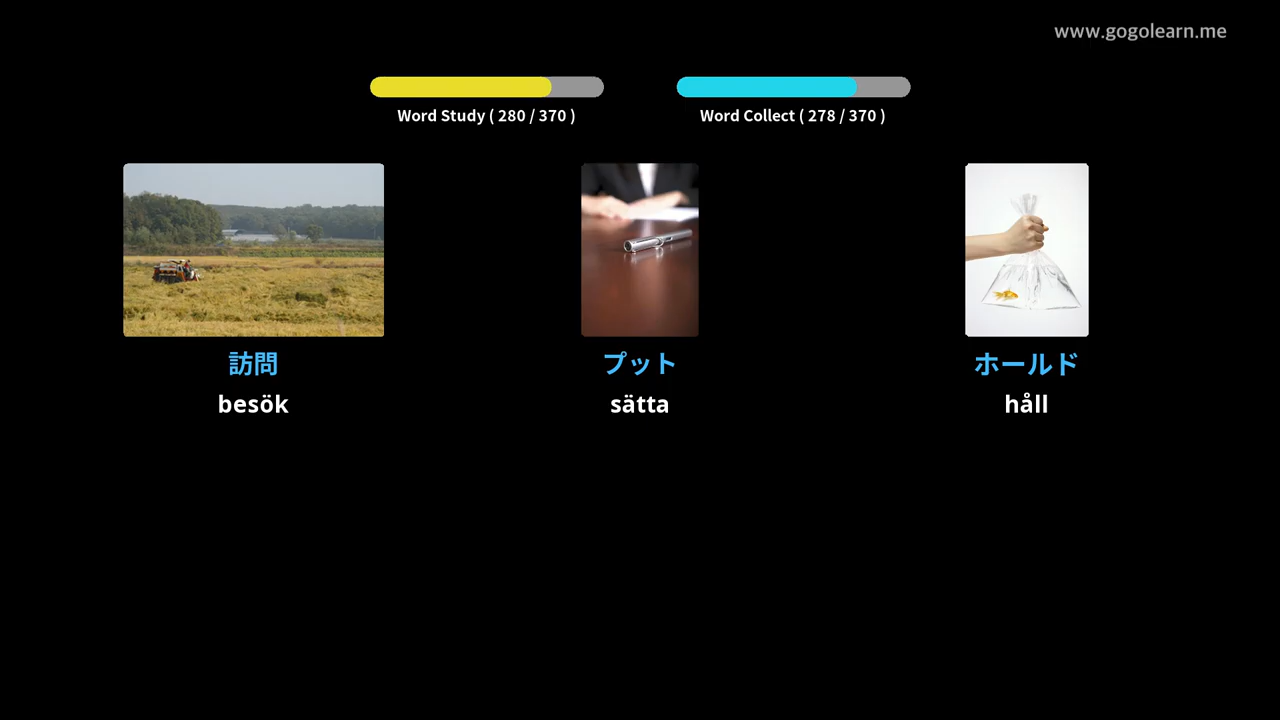 www.gogolearn.me
Word Study ( 280 / 370 )
Word Collect ( 278 / 370 )
訪問
プット
ホールド
besök
sätta
håll